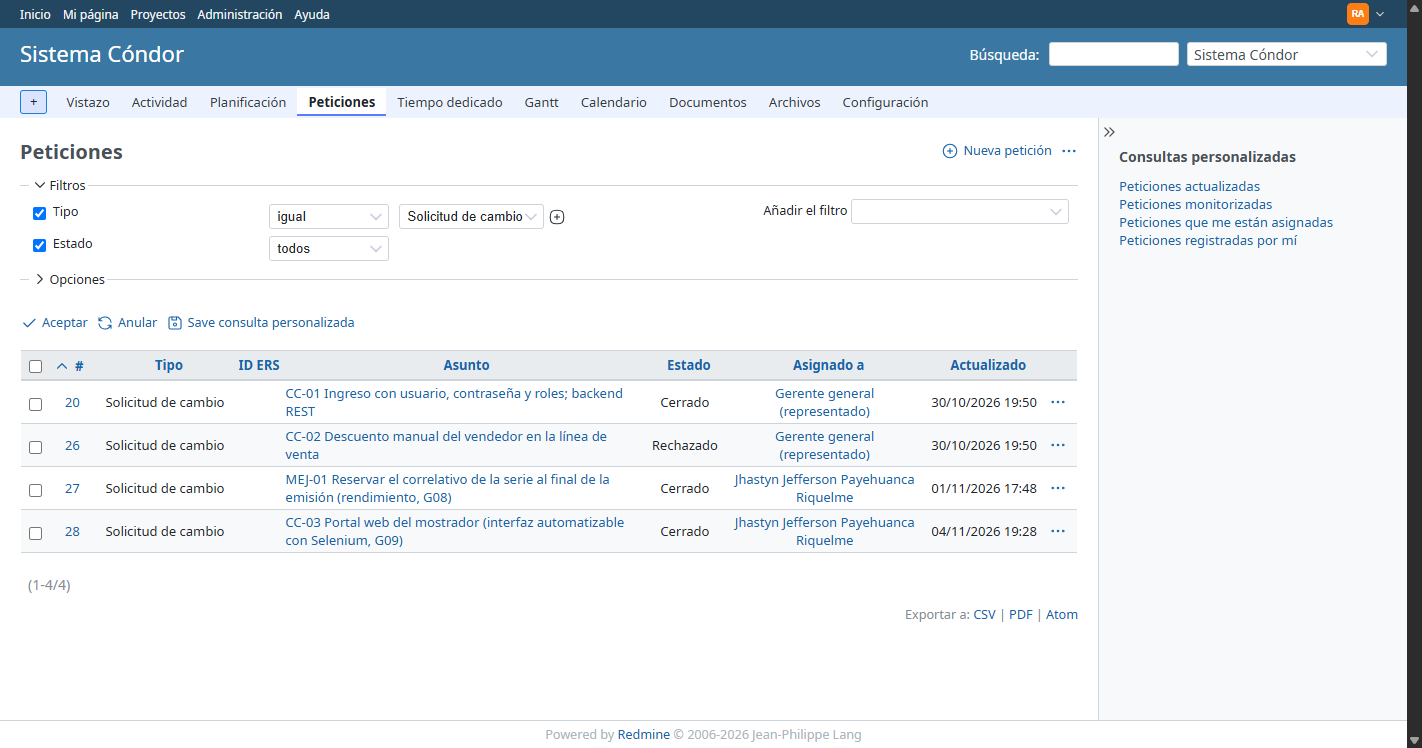 Inicio Mi página Proyectos Administración Ayuda RA
Sistema Cóndor Búsqueda: Sistema Cóndor
+ Vistazo Actividad Planificación Peticiones Tiempo dedicado Gantt Calendario Documentos Archivos Configuración
Peticiones
Nueva petición ...
Filtros
Tipo igual Solicitud de cambio Añadir el filtro
Estado todos
Opciones
Aceptar Anular Save consulta personalizada
# Tipo ID ERS Asunto Estado Asignado a Actualizado
20 Solicitud de cambio CC-01 Ingreso con usuario, contraseña y roles; backend REST Cerrado Gerente general (representado) 30/10/2026 19:50 ...
26 Solicitud de cambio CC-02 Descuento manual del vendedor en la línea de venta Rechazado Gerente general (representado) 30/10/2026 19:50 ...
27 Solicitud de cambio MEJ-01 Reservar el correlativo de la serie al final de la emisión (rendimiento, G08) Cerrado Jhastyn Jefferson Payehuanca Riquelme 01/11/2026 17:48 ...
28 Solicitud de cambio CC-03 Portal web del mostrador (interfaz automatizable con Selenium, G09) Cerrado Jhastyn Jefferson Payehuanca Riquelme 04/11/2026 19:28 ...
(1-4/4)
Exportar a: CSV | PDF | Atom
Consultas personalizadas
Peticiones actualizadas
Peticiones monitorizadas
Peticiones que me están asignadas
Peticiones registradas por mí
Powered by Redmine © 2006-2026 Jean-Philippe Lang